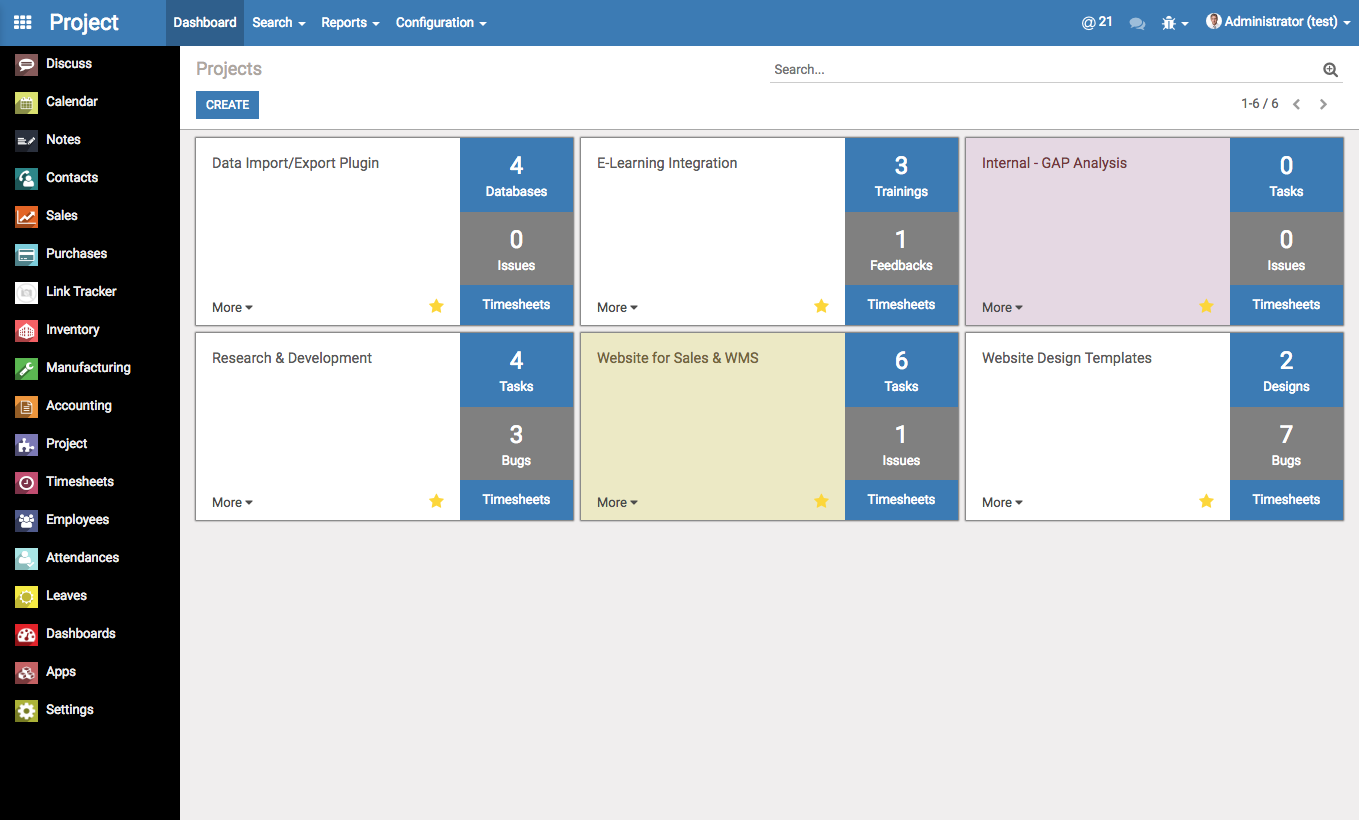 Project
Dashboard Search Reports Configuration
@ 21 Administrator (test)
Discuss
Calendar
Notes
Contacts
Sales
Purchases
Link Tracker
Inventory
Manufacturing
Accounting
Project
Timesheets
Employees
Attendances
Leaves
Dashboards
Apps
Settings
Projects
Search...
CREATE
1-6 / 6
Data Import/Export Plugin
4
Databases
0
Issues
More
Timesheets
E-Learning Integration
3
Trainings
1
Feedbacks
More
Timesheets
Internal - GAP Analysis
0
Tasks
0
Issues
More
Timesheets
Research & Development
4
Tasks
3
Bugs
More
Timesheets
Website for Sales & WMS
6
Tasks
1
Issues
More
Timesheets
Website Design Templates
2
Designs
7
Bugs
More
Timesheets